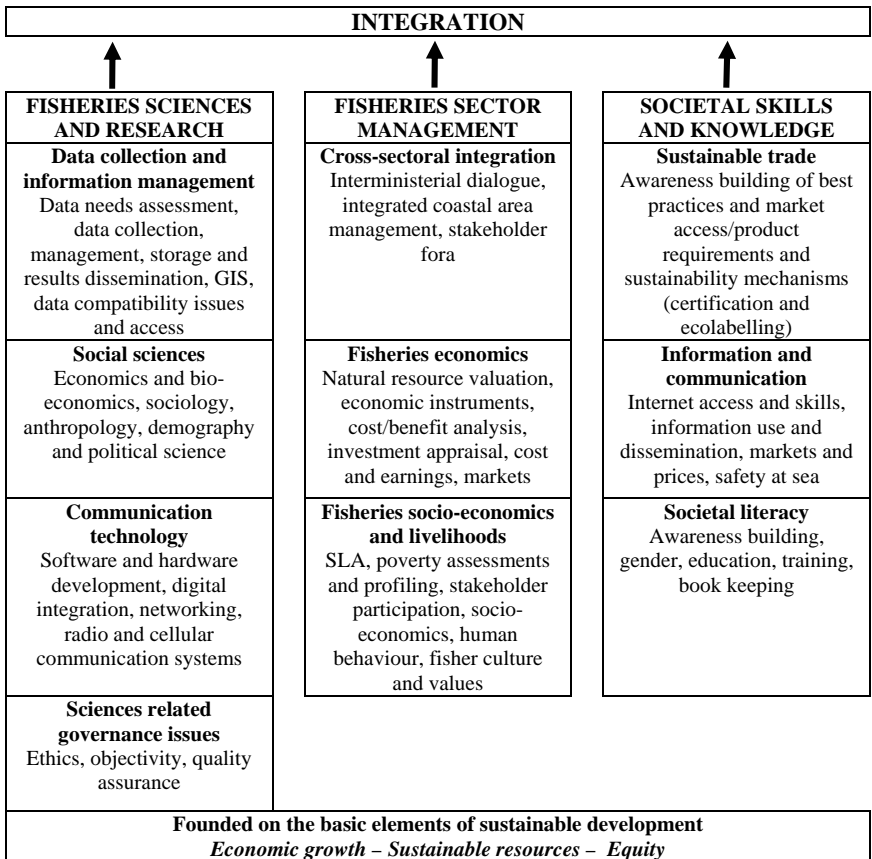 INTEGRATION
FISHERIES SCIENCES
AND RESEARCH
Data collection and
information management
Data needs assessment,
data collection,
management, storage and
results dissemination, GIS,
data compatibility issues
and access
Social sciences
Economics and bio-
economics, sociology,
anthropology, demography
and political science
Communication
technology
Software and hardware
development, digital
integration, networking,
radio and cellular
communication systems
Sciences related
governance issues
Ethics, objectivity, quality
assurance
FISHERIES SECTOR
MANAGEMENT
Cross-sectoral integration
Interministerial dialogue,
integrated coastal area
management, stakeholder
fora
Fisheries economics
Natural resource valuation,
economic instruments,
cost/benefit analysis,
investment appraisal, cost
and earnings, markets
Fisheries socio-economics
and livelihoods
SLA, poverty assessments
and profiling, stakeholder
participation, socio-
economics, human
behaviour, fisher culture
and values
SOCIETAL SKILLS
AND KNOWLEDGE
Sustainable trade
Awareness building of best
practices and market
access/product
requirements and
sustainability mechanisms
(certification and
ecolabelling)
Information and
communication
Internet access and skills,
information use and
dissemination, markets and
prices, safety at sea
Societal literacy
Awareness building,
gender, education, training,
book keeping
Founded on the basic elements of sustainable development
Economic growth – Sustainable resources – Equity